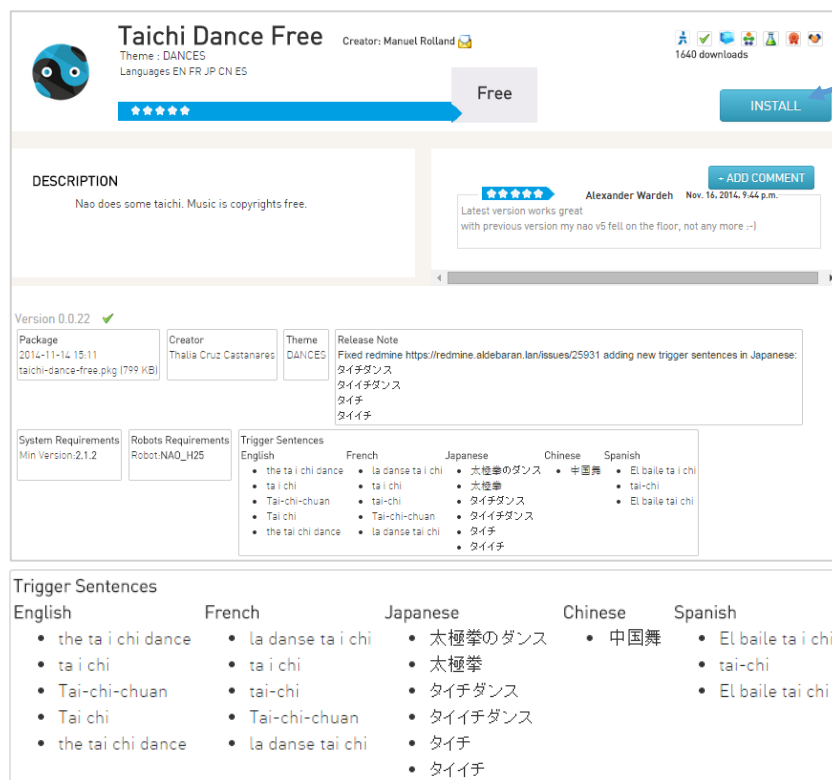 Taichi Dance Free
Creator: Manuel Rolland
Theme : DANCES
Languages EN FR JP CN ES
1640 downloads
Free
INSTALL
DESCRIPTION
Nao does some taichi. Music is copyrights free.
- ADD COMMENT
Alexander Wardeh Nov. 16, 2014, 9:44 p.m.
Latest version works great
with previous version my nao v5 fell on the floor, not any more :-)
Version 0.0.22
Package
2014-11-14 15:11
taichi-dance-free.pkg (799 KB)
Creator
Thalia Cruz Castanares
Theme
DANCES
Release Note
Fixed redmine https://redmine.aldebaran.lan/issues/25931 adding new trigger sentences in Japanese:
タイチダンス
タイイチダンス
タイチ
タイイチ
System Requirements
Min Version:2.1.2
Robots Requirements
Robot:NAO_H25
Trigger Sentences
English
the ta i chi dance
ta i chi
Tai-chi-chuan
Tai chi
the tai chi dance
French
la danse ta i chi
ta i chi
tai-chi
Tai-chi-chuan
la danse tai chi
Japanese
太極拳のダンス
太極拳
タイチダンス
タイイチダンス
タイチ
タイイチ
Chinese
中国舞
Spanish
El baile ta i chi
tai-chi
El baile tai chi
Trigger Sentences
English
the ta i chi dance
ta i chi
Tai-chi-chuan
Tai chi
the tai chi dance
French
la danse ta i chi
ta i chi
tai-chi
Tai-chi-chuan
la danse tai chi
Japanese
太極拳のダンス
太極拳
タイチダンス
タイイチダンス
タイチ
タイイチ
Chinese
中国舞
Spanish
El baile ta i chi
tai-chi
El baile tai chi